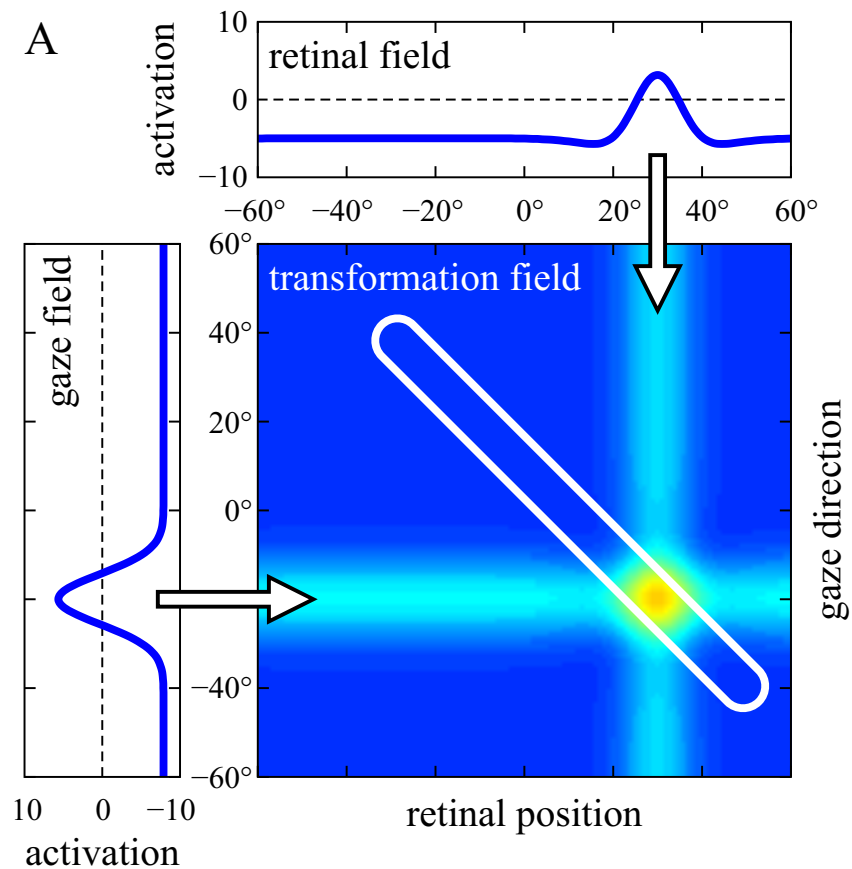 A
10
0
−10
activation
retinal field
−60° −40° −20° 0° 20° 40° 60°
60°
40°
20°
0°
−20°
−40°
−60°
gaze field
transformation field
gaze direction
10 0 −10
activation
retinal position